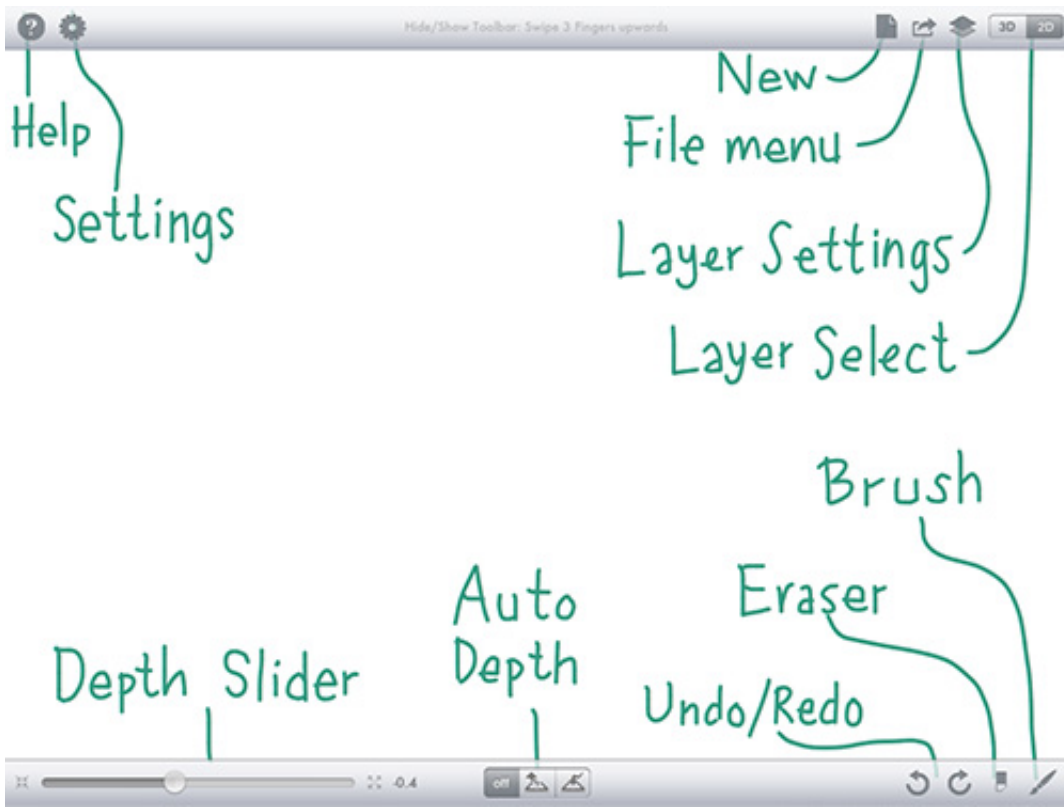 ?
Hide/Show Toolbar: Swipe 3 Fingers upwards
3D 2D
New
Help
File menu
Settings
Layer Settings
Layer Select
Brush
Auto
Depth
Eraser
Depth Slider
Undo/Redo
-0.4
off